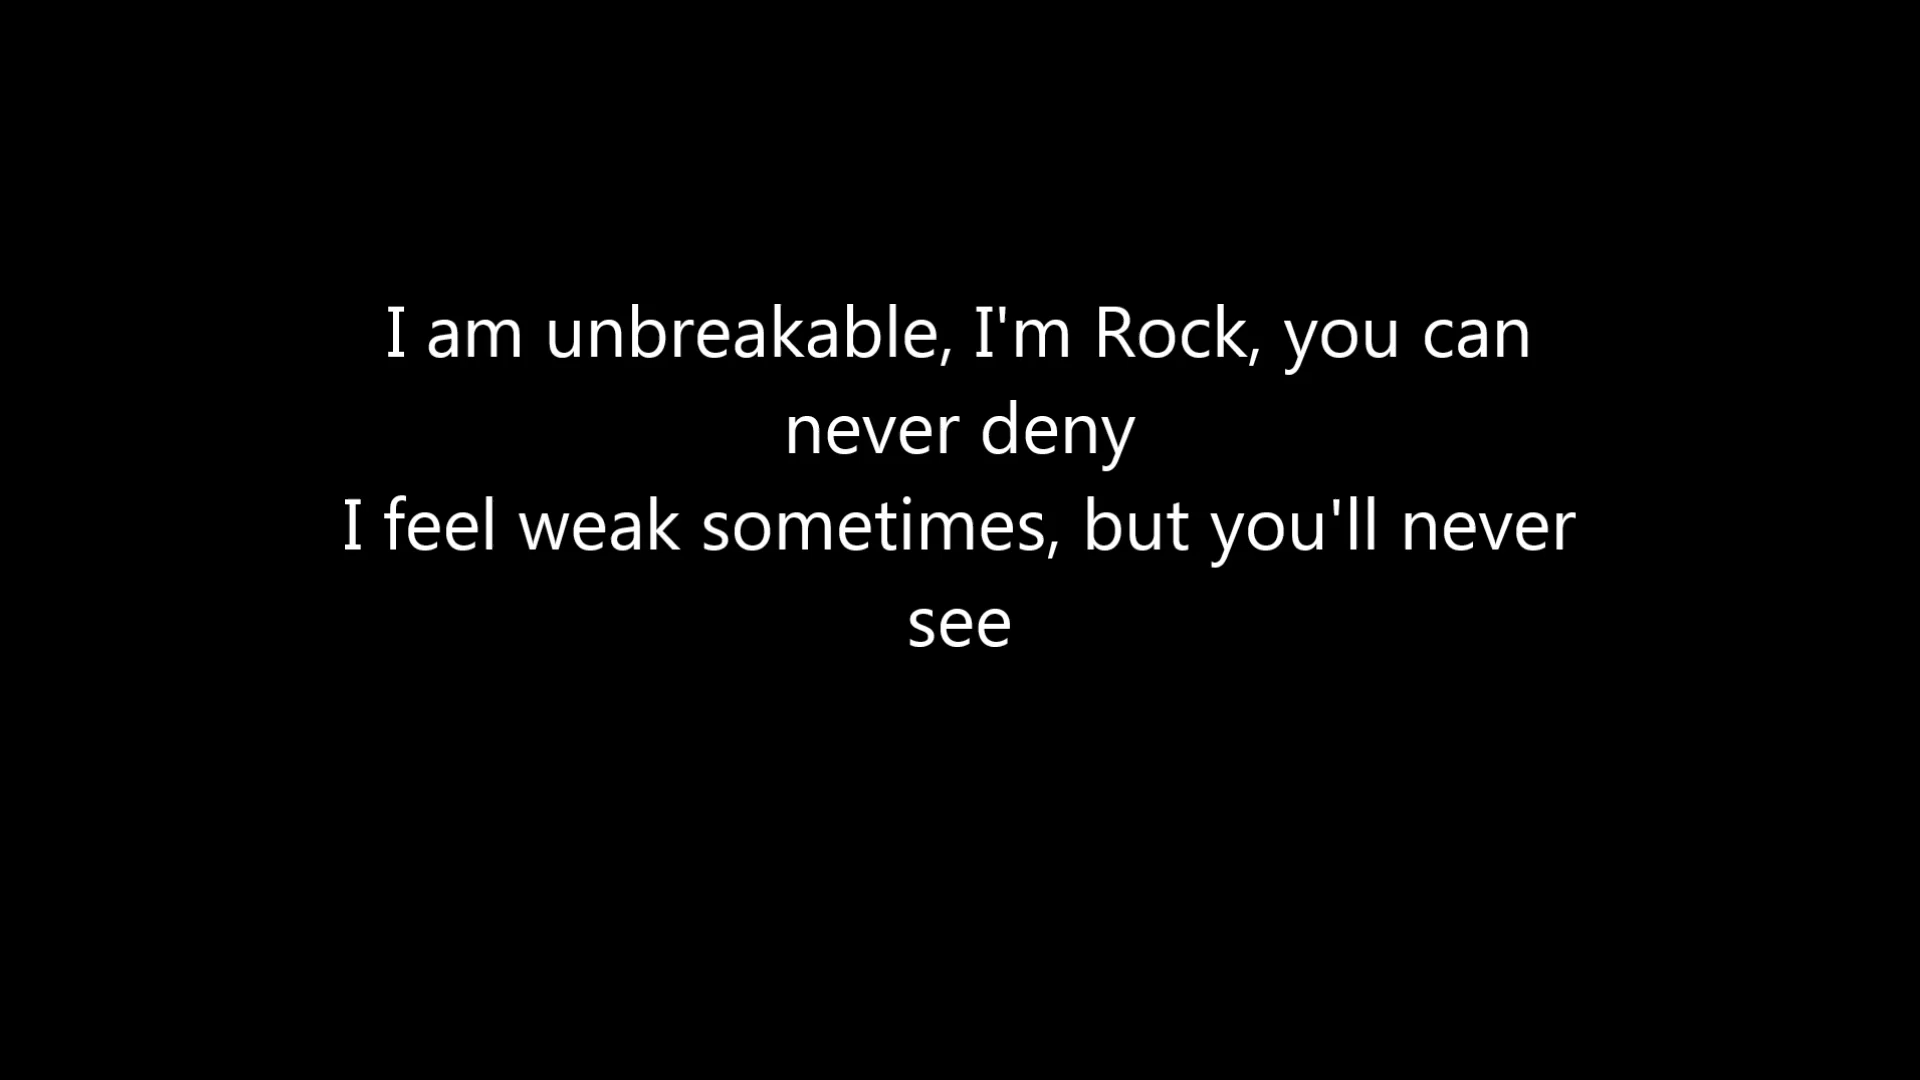 I am unbreakable, I'm Rock, you can
never deny
I feel weak sometimes, but you'll never
see